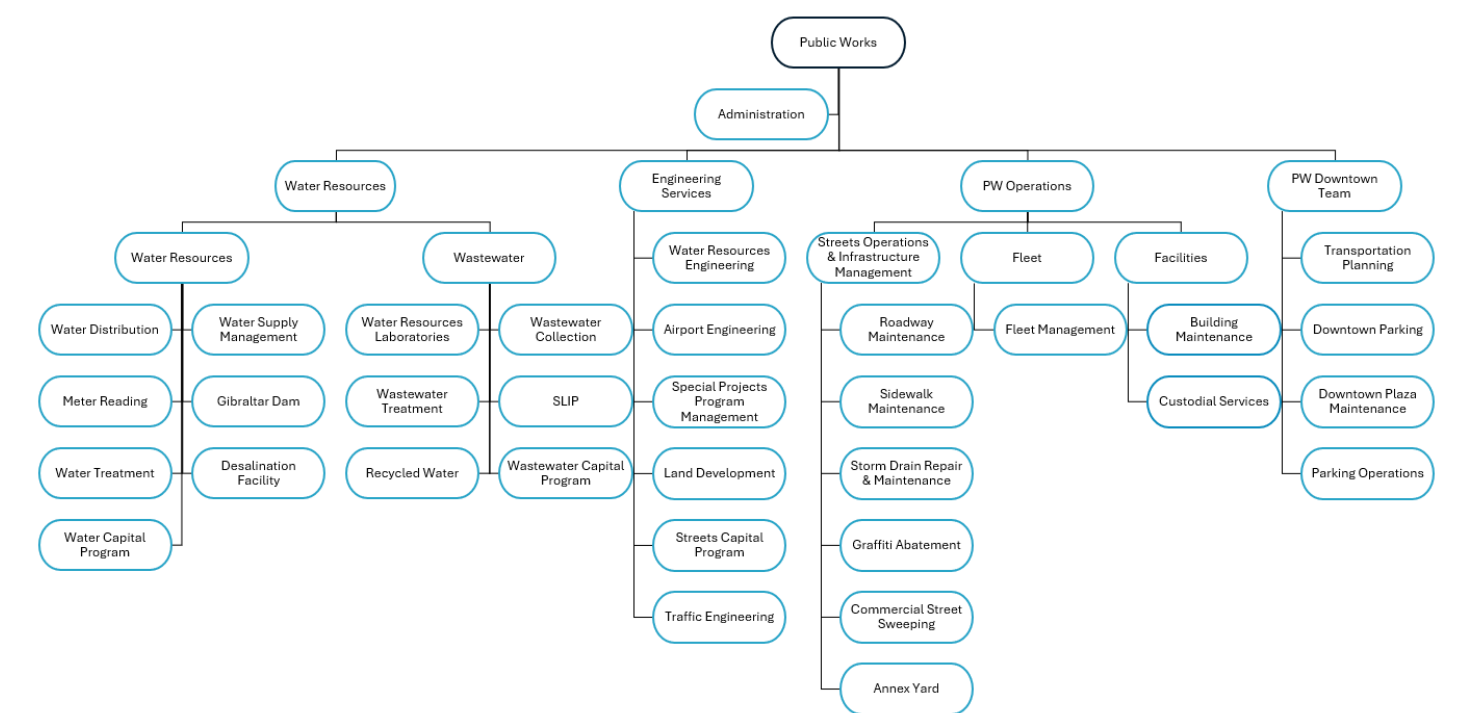 Public Works
Administration
Water Resources
Engineering
Services
PW Operations
PW Downtown
Team
Water Resources
Wastewater
Water Resources
Engineering
Streets Operations
& Infrastructure
Management
Fleet
Facilities
Transportation
Planning
Water Distribution
Water Supply
Management
Water Resources
Laboratories
Wastewater
Collection
Airport Engineering
Roadway
Maintenance
Fleet Management
Building
Maintenance
Downtown Parking
Meter Reading
Gibraltar Dam
Wastewater
Treatment
SLIP
Special Projects
Program
Management
Sidewalk
Maintenance
Custodial Services
Downtown Plaza
Maintenance
Water Treatment
Desalination
Facility
Recycled Water
Wastewater Capital
Program
Land Development
Storm Drain Repair
& Maintenance
Parking Operations
Water Capital
Program
Streets Capital
Program
Graffiti Abatement
Traffic Engineering
Commercial Street
Sweeping
Annex Yard